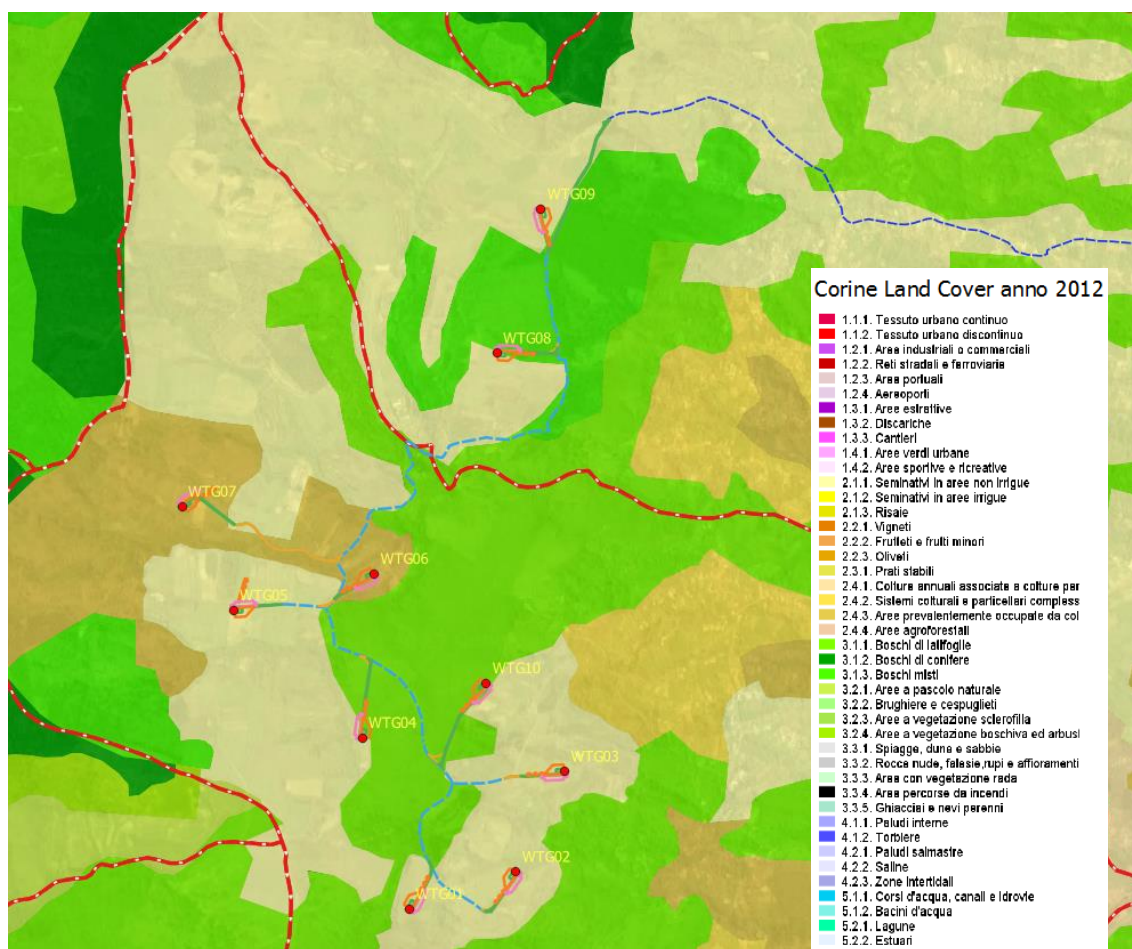 WTG09
WTG08
WTG07
WTG06
WTG05
WTG10
WTG04
WTG03
WTG02
WTG01
Corine Land Cover anno 2012
1.1.1. Tessuto urbano continuo
1.1.2. Tessuto urbano discontinuo
1.2.1. Aree industriali o commerciali
1.2.2. Reti stradali e ferroviarie
1.2.3. Aree portuali
1.2.4. Aereoporti
1.3.1. Aree estrattive
1.3.2. Discariche
1.3.3. Cantieri
1.4.1. Aree verdi urbane
1.4.2. Aree sportive e ricreative
2.1.1. Seminativi in aree non irrigue
2.1.2. Seminativi in aree irrigue
2.1.3. Risaie
2.2.1. Vigneti
2.2.2. Frutteti e frutti minori
2.2.3. Oliveti
2.3.1. Prati stabili
2.4.1. Colture annuali associate a colture per
2.4.2. Sistemi colturali e particellari compless
2.4.3. Aree prevalentemente occupate da col
2.4.4. Aree agroforestali
3.1.1. Boschi di latifoglie
3.1.2. Boschi di conifere
3.1.3. Boschi misti
3.2.1. Aree a pascolo naturale
3.2.2. Brughiere e cespuglieti
3.2.3. Aree a vegetazione sclerofilla
3.2.4. Aree a vegetazione boschiva ed arbusi
3.3.1. Spiagge, dune e sabbie
3.3.2. Rocce nude, falesie,rupi e affioramenti
3.3.3. Aree con vegetazione rada
3.3.4. Aree percorse da incendi
3.3.5. Ghiacciai e nevi perenni
4.1.1. Paludi interne
4.1.2. Torbiere
4.2.1. Paludi salmastre
4.2.2. Saline
4.2.3. Zone intertidali
5.1.1. Corsi d'acqua, canali e idrovie
5.1.2. Bacini d'acqua
5.2.1. Lagune
5.2.2. Estuari